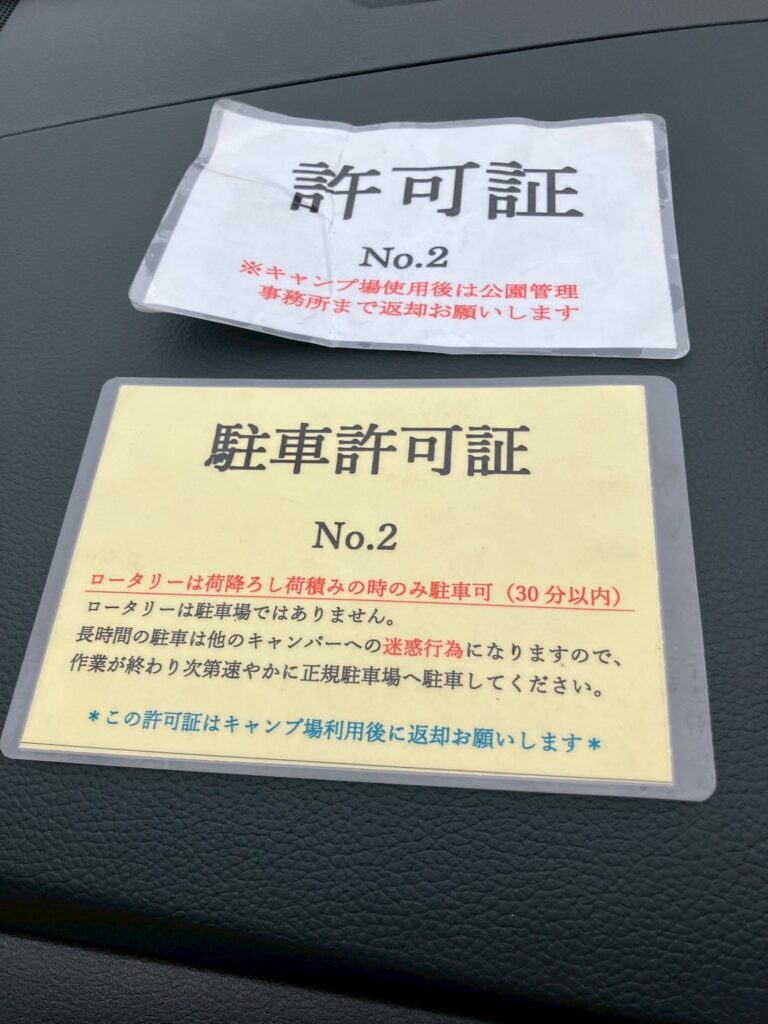 許可証
No.2
※キャンプ場使用後は公園管理
事務所まで返却お願いします
駐車許可証
No.2
ロータリーは荷降ろし荷積みの時のみ駐車可（30分以内）
ロータリーは駐車場ではありません。
長時間の駐車は他のキャンパーへの迷惑行為になりますので、
作業が終わり次第速やかに正規駐車場へ駐車してください。
＊この許可証はキャンプ場利用後に返却お願いします＊